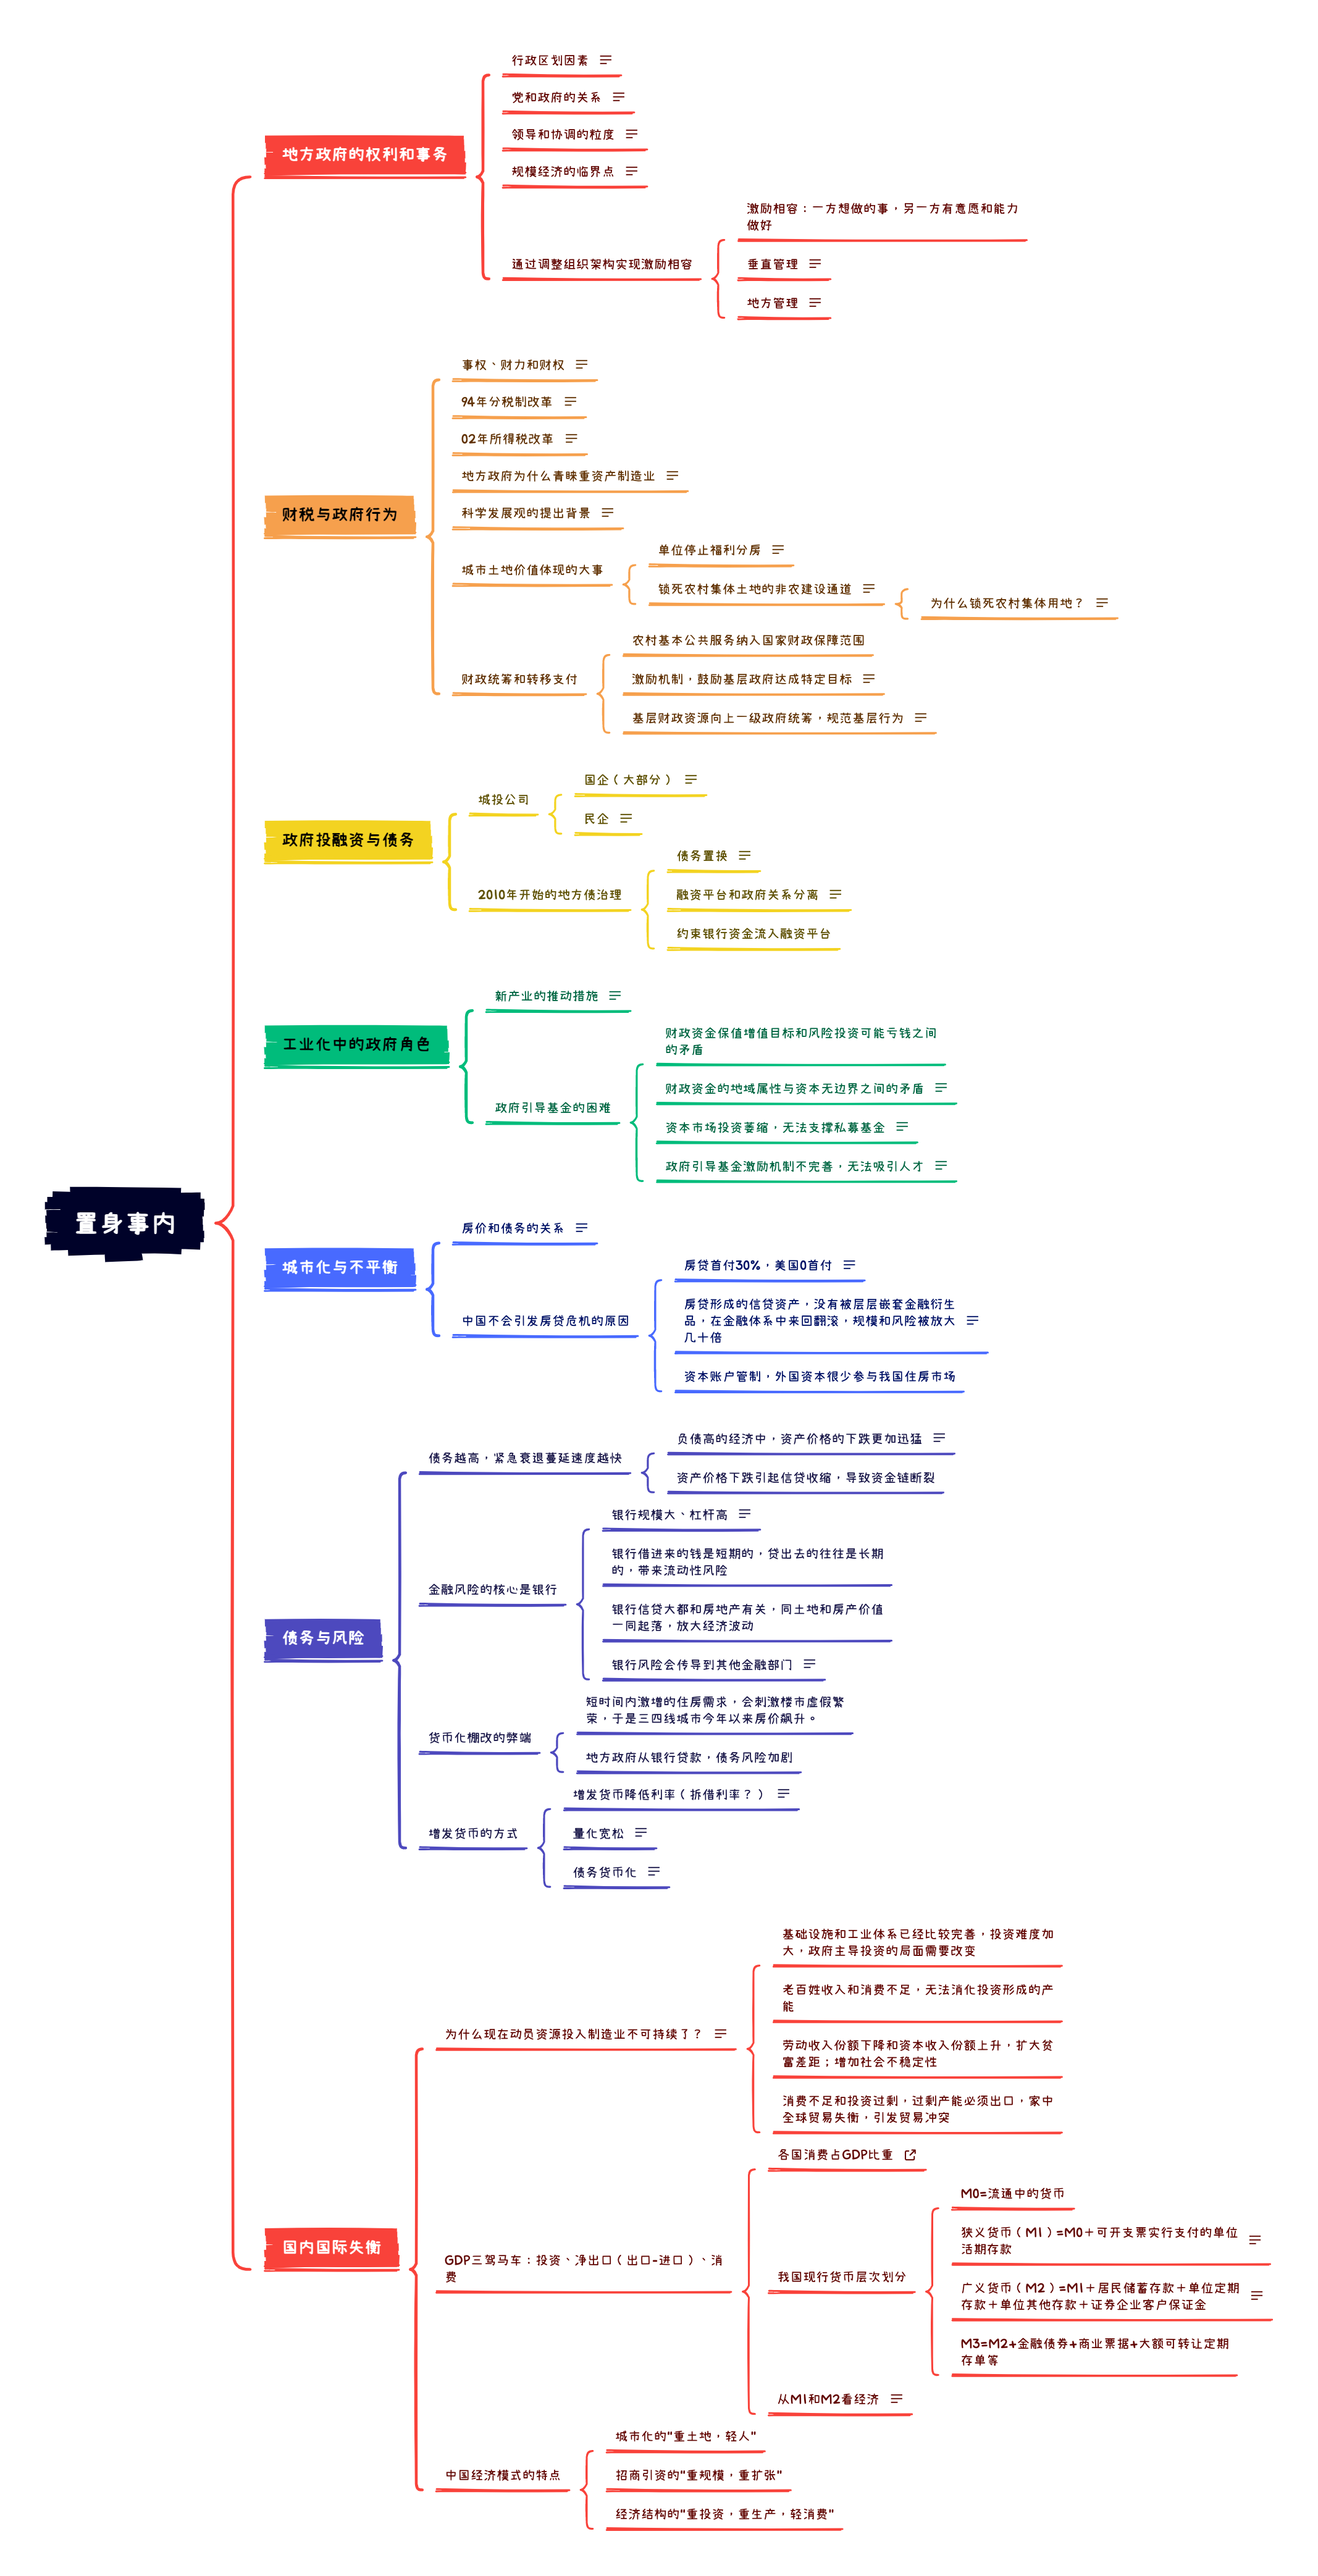 置身事内
地方政府的权利和事务
行政区划因素
党和政府的关系
领导和协调的粒度
规模经济的临界点
通过调整组织架构实现激励相容
激励相容：一方想做的事，另一方有意愿和能力
做好
垂直管理
地方管理
财税与政府行为
事权、财力和财权
94年分税制改革
02年所得税改革
地方政府为什么青睐重资产制造业
科学发展观的提出背景
城市土地价值体现的大事
单位停止福利分房
锁死农村集体土地的非农建设通道
为什么锁死农村集体用地？
财政统筹和转移支付
农村基本公共服务纳入国家财政保障范围
激励机制，鼓励基层政府达成特定目标
基层财政资源向上一级政府统筹，规范基层行为
政府投融资与债务
城投公司
国企（大部分）
民企
2010年开始的地方债治理
债务置换
融资平台和政府关系分离
约束银行资金流入融资平台
工业化中的政府角色
新产业的推动措施
政府引导基金的困难
财政资金保值增值目标和风险投资可能亏钱之间
的矛盾
财政资金的地域属性与资本无边界之间的矛盾
资本市场投资萎缩，无法支撑私募基金
政府引导基金激励机制不完善，无法吸引人才
城市化与不平衡
房价和债务的关系
中国不会引发房贷危机的原因
房贷首付30%，美国0首付
房贷形成的信贷资产，没有被层层嵌套金融衍生
品，在金融体系中来回翻滚，规模和风险被放大
几十倍
资本账户管制，外国资本很少参与我国住房市场
债务与风险
债务越高，紧急衰退蔓延速度越快
负债高的经济中，资产价格的下跌更加迅猛
资产价格下跌引起信贷收缩，导致资金链断裂
金融风险的核心是银行
银行规模大、杠杆高
银行借进来的钱是短期的，贷出去的往往是长期
的，带来流动性风险
银行信贷大都和房地产有关，同土地和房产价值
一同起落，放大经济波动
银行风险会传导到其他金融部门
货币化棚改的弊端
短时间内激增的住房需求，会刺激楼市虚假繁
荣，于是三四线城市今年以来房价飙升。
地方政府从银行贷款，债务风险加剧
增发货币的方式
增发货币降低利率（拆借利率？）
量化宽松
债务货币化
国内国际失衡
为什么现在动员资源投入制造业不可持续了？
基础设施和工业体系已经比较完善，投资难度加
大，政府主导投资的局面需要改变
老百姓收入和消费不足，无法消化投资形成的产
能
劳动收入份额下降和资本收入份额上升，扩大贫
富差距；增加社会不稳定性
消费不足和投资过剩，过剩产能必须出口，家中
全球贸易失衡，引发贸易冲突
GDP三驾马车：投资、净出口（出口-进口）、消
费
各国消费占GDP比重
我国现行货币层次划分
M0=流通中的货币
狭义货币（M1）=M0＋可开支票实行支付的单位
活期存款
广义货币（M2）=M1＋居民储蓄存款＋单位定期
存款＋单位其他存款＋证券企业客户保证金
M3=M2+金融债券+商业票据+大额可转让定期
存单等
从M1和M2看经济
中国经济模式的特点
城市化的"重土地，轻人"
招商引资的"重规模，重扩张"
经济结构的"重投资，重生产，轻消费"